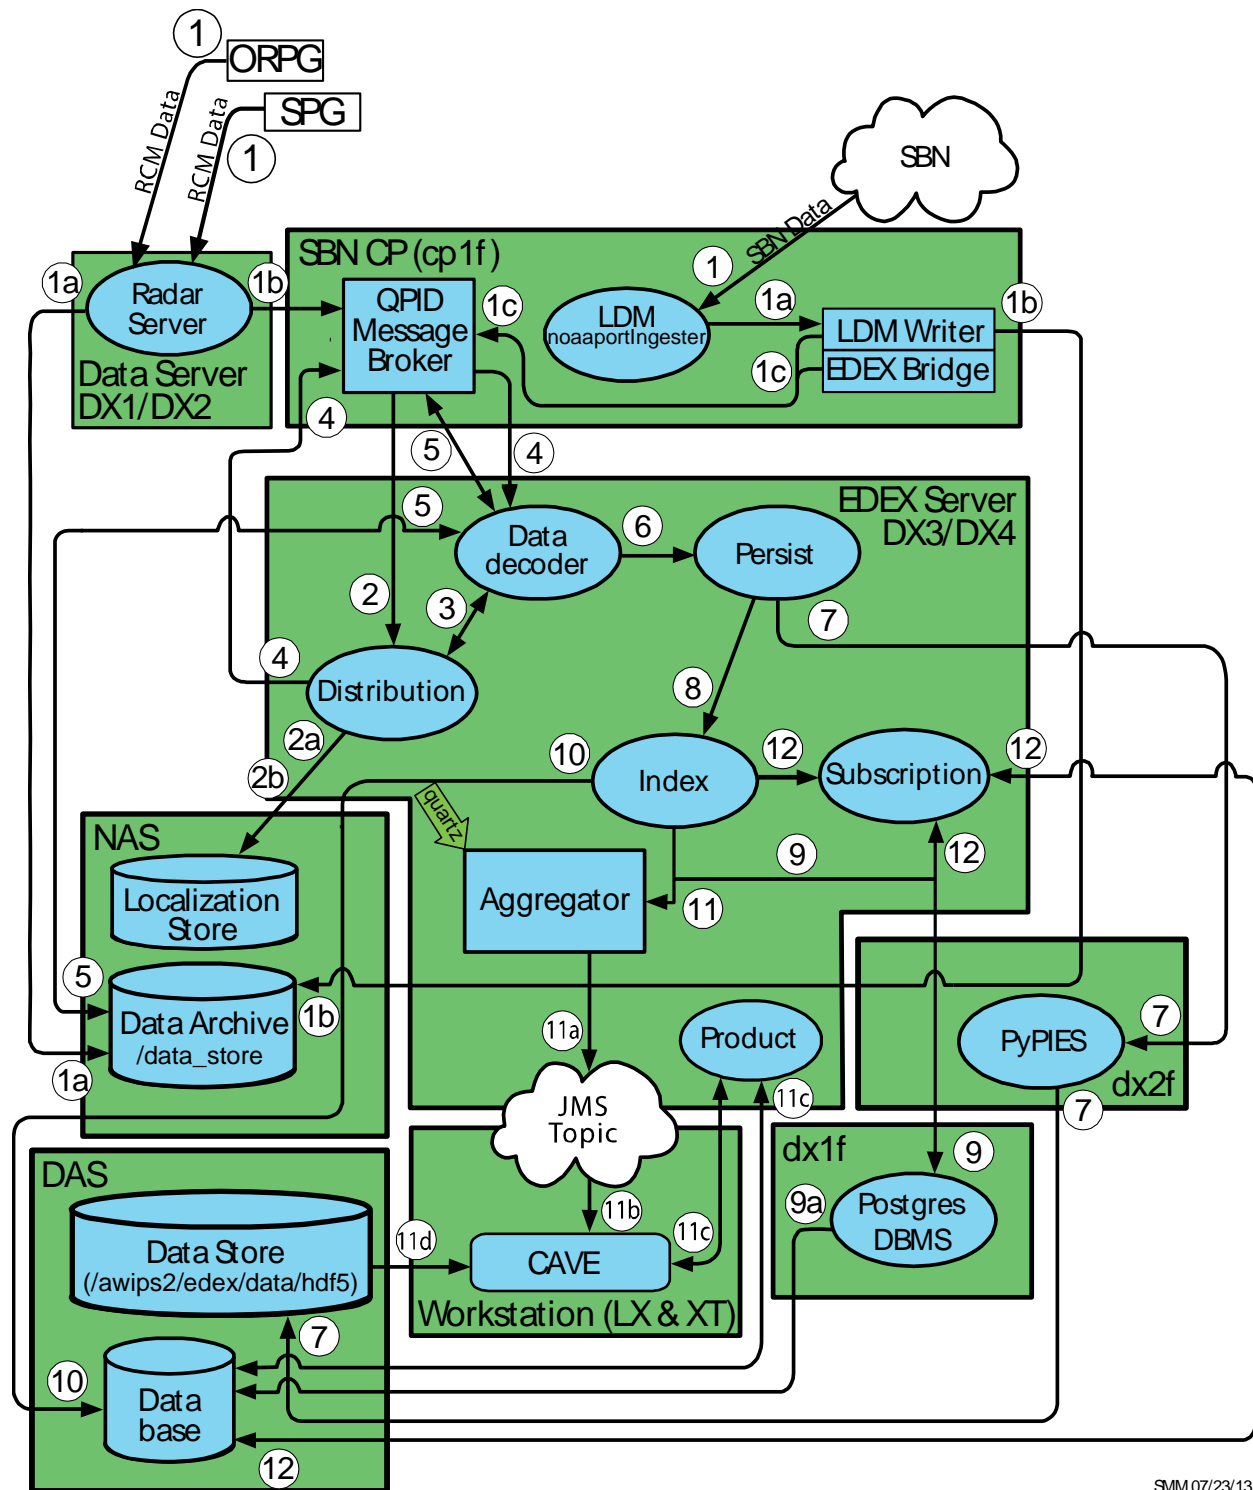 1
ORPG
RCM Data
SPG
RCM Data
1
SBN
SBN Data
SBN CP (cp1f)
1
1a
Radar
Server
1b
Data Server
DX1/DX2
QPID
Message
Broker
1c
LDM
noaaportIngester
1a
LDM Writer
EDEX Bridge
1b
1c
4
5
4
EDEX Server
DX3/DX4
5
Data
decoder
6
Persist
2
3
7
4
Distribution
8
2a
2b
10
Index
12
Subscription
12
quartz
NAS
Localization
Store
Aggregator
11
9
12
5
Data Archive
/data_store
1b
1a
11a
Product
11c
PyPIES
7
dx2f
7
JMS
Topic
dx1f
9
9a
Postgres
DBMS
DAS
Data Store
(/awips2/edex/data/hdf5)
11d
11b
11c
CAVE
Workstation (LX & XT)
7
10
Data
base
12
SMM 07/23/13